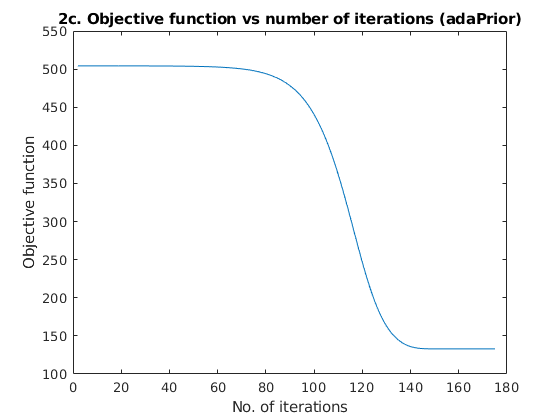 2c. Objective function vs number of iterations (adaPrior)
550
500
450
400
350
300
250
200
150
100
Objective function
0 20 40 60 80 100 120 140 160 180
No. of iterations